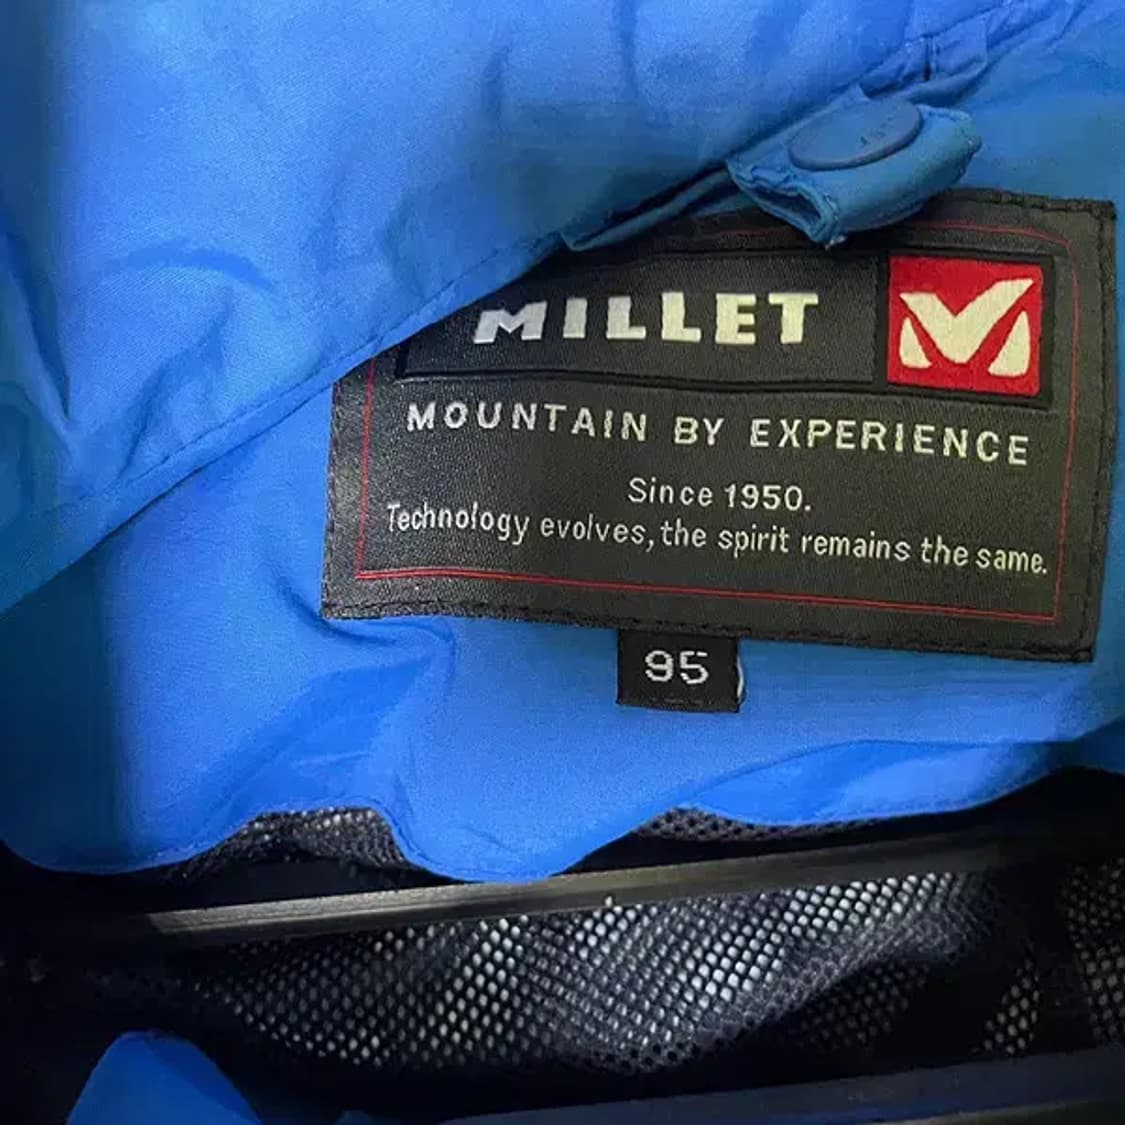 MILLET
MOUNTAIN BY EXPERIENCE
Since 1950.
Technology evolves, the spirit remains the same.
95